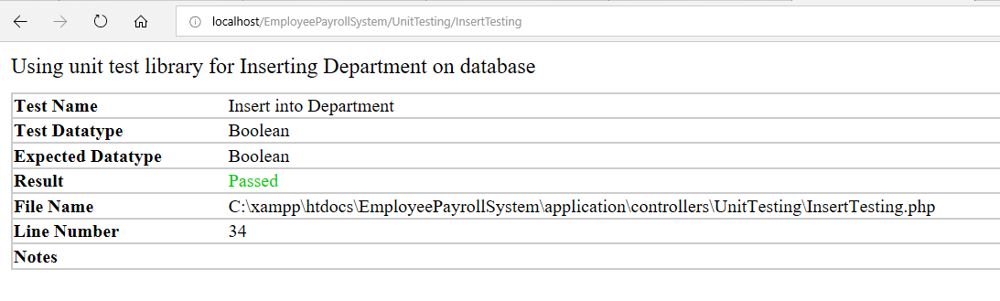 localhost/EmployeePayrollSystem/UnitTesting/InsertTesting
Using unit test library for Inserting Department on database
Test Name Insert into Department
Test Datatype Boolean
Expected Datatype Boolean
Result Passed
File Name C:\xampp\htdocs\EmployeePayrollSystem\application\controllers\UnitTesting\InsertTesting.php
Line Number 34
Notes